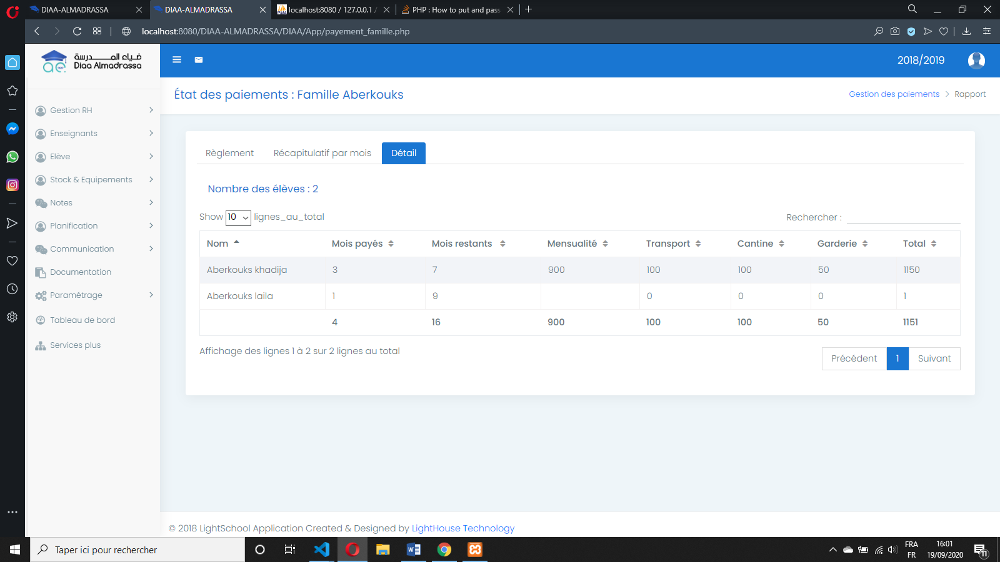 DIAA-ALMADRASSA
DIAA-ALMADRASSA
localhost:8080 / 127.0.0.1 /
PHP : How to put and pass
localhost:8080/DIAA-ALMADRASSA/DIAA/App/payement_famille.php
ضياء المـــدرسة
Diaa Almadrassa
2018/2019
État des paiements : Famille Aberkouks
Gestion des paiements > Rapport
Gestion RH
Enseignants
Elève
Stock & Equipements
Notes
Planification
Communication
Documentation
Paramétrage
Tableau de bord
Services plus
Règlement Récapitulatif par mois Détail
Nombre des élèves : 2
Show 10 lignes_au_total
Rechercher :
Nom Mois payés Mois restants Mensualité Transport Cantine Garderie Total
Aberkouks khadija 3 7 900 100 100 50 1150
Aberkouks laila 1 9 0 0 0 1
4 16 900 100 100 50 1151
Affichage des lignes 1 à 2 sur 2 lignes au total
Précédent 1 Suivant
© 2018 LightSchool Application Created & Designed by LightHouse Technology
Taper ici pour rechercher
FRA
FR
16:01
19/09/2020
11